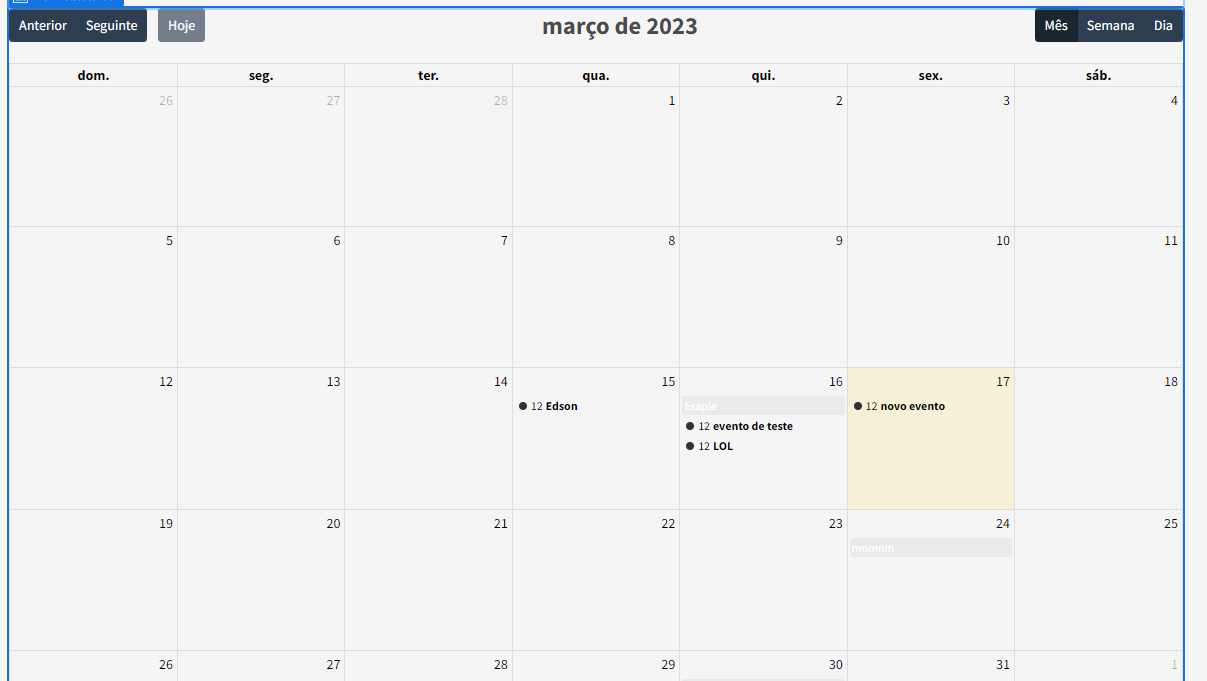 Anterior Seguinte Hoje março de 2023 Mês Semana Dia
dom. seg. ter. qua. qui. sex. sáb.
26 27 28 1 2 3 4
5 6 7 8 9 10 11
12 13 14 15 16 17 18
12 Edson Exaple 12 novo evento
12 evento de teste
12 LOL
19 20 21 22 23 24 25
mnmnm
26 27 28 29 30 31 1